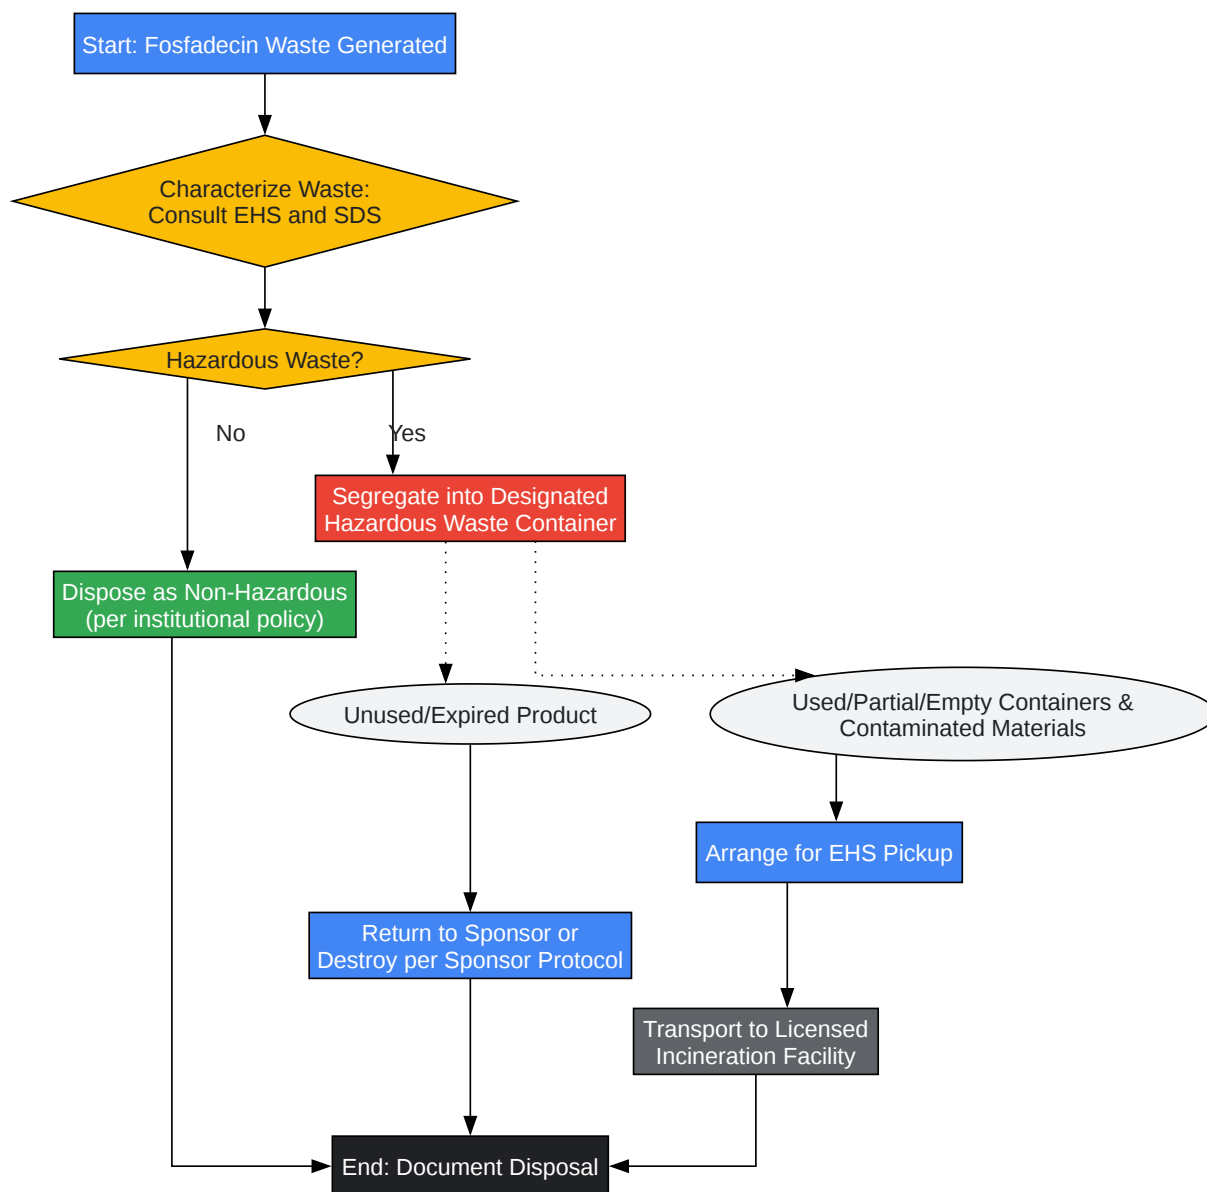 Start: Fosfadecin Waste Generated
Characterize Waste:
Consult EHS and SDS
Hazardous Waste?
No
Yes
Segregate into Designated
Hazardous Waste Container
Dispose as Non-Hazardous
(per institutional policy)
Unused/Expired Product
Used/Partial/Empty Containers &
Contaminated Materials
Arrange for EHS Pickup
Return to Sponsor or
Destroy per Sponsor Protocol
Transport to Licensed
Incineration Facility
End: Document Disposal